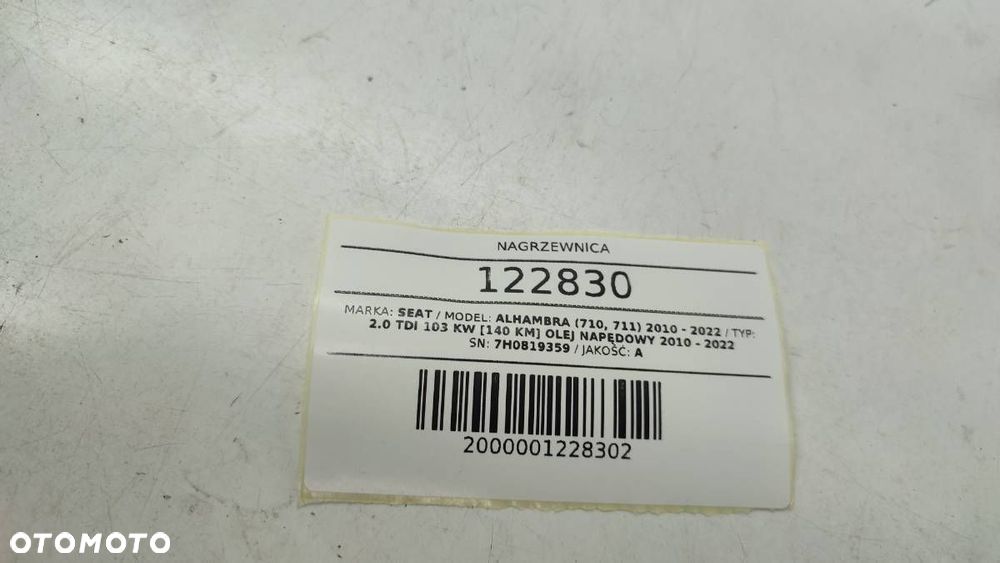 NAGRZEWNICA
122830
MARKA: SEAT / MODEL: ALHAMBRA (710, 711) 2010 - 2022 / TYP:
2.0 TDI 103 KW [140 KM] OLEJ NAPĘDOWY 2010 - 2022
SN: 7H0819359 / JAKOŚĆ: A
2000001228302
OTOMOTO